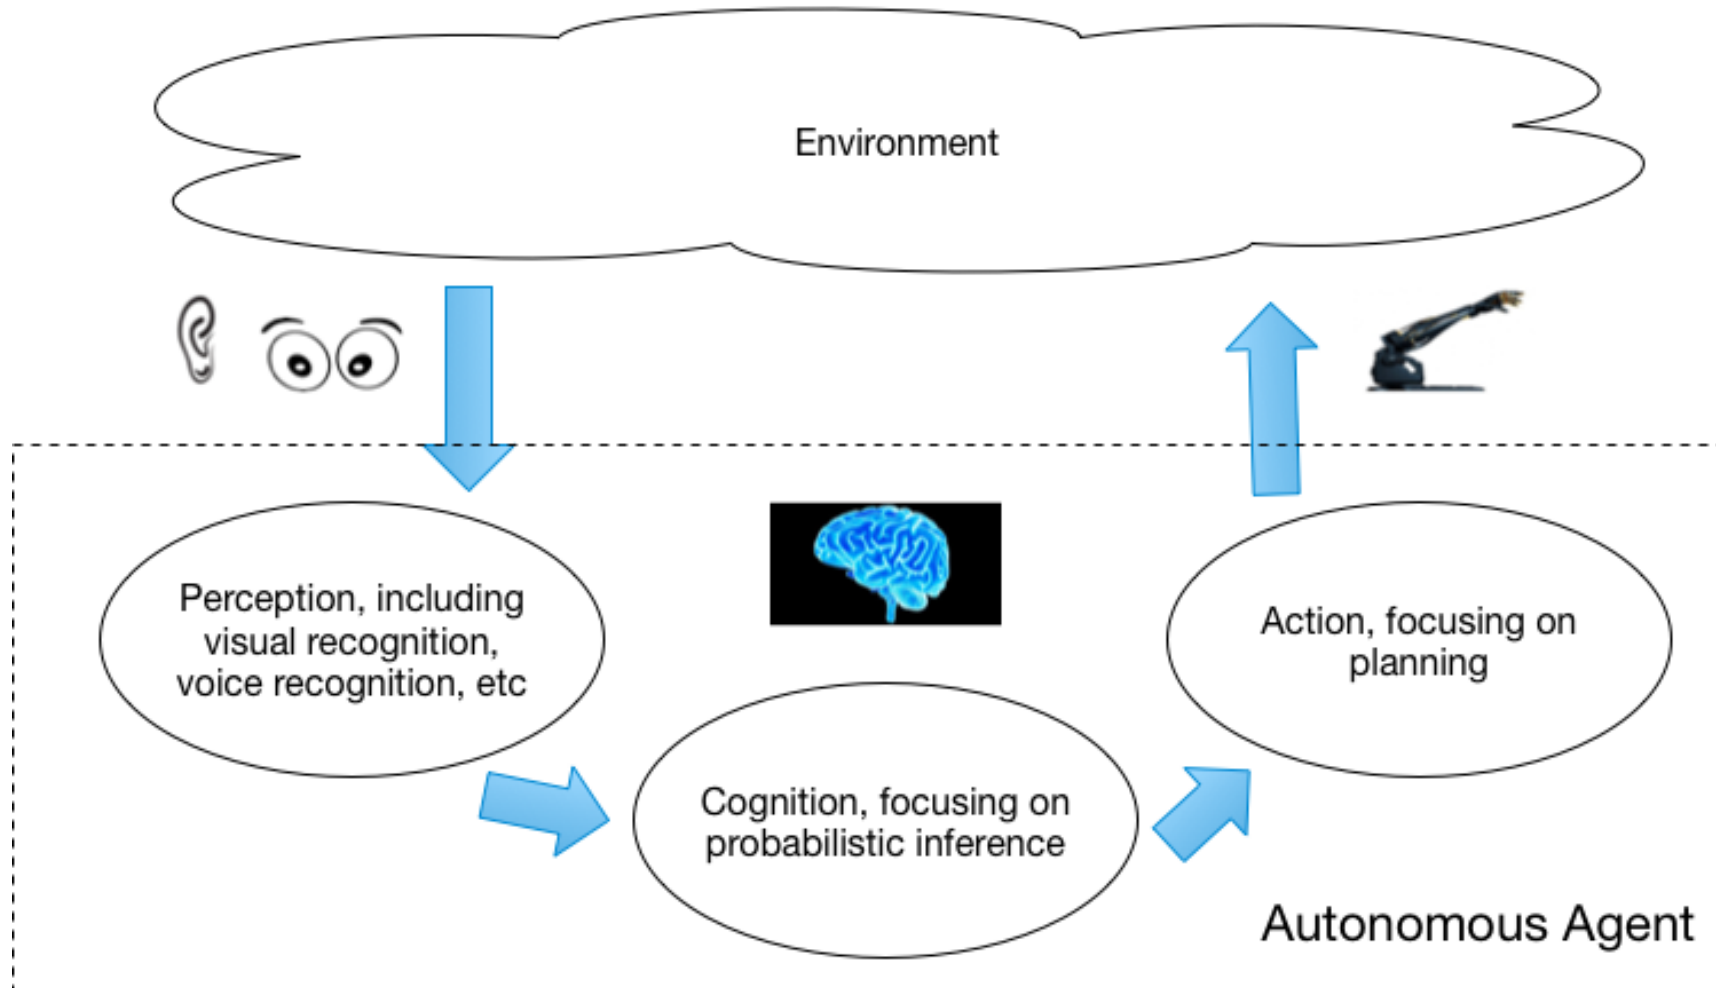 Environment
Perception, including
visual recognition,
voice recognition, etc
Cognition, focusing on
probabilistic inference
Action, focusing on
planning
Autonomous Agent